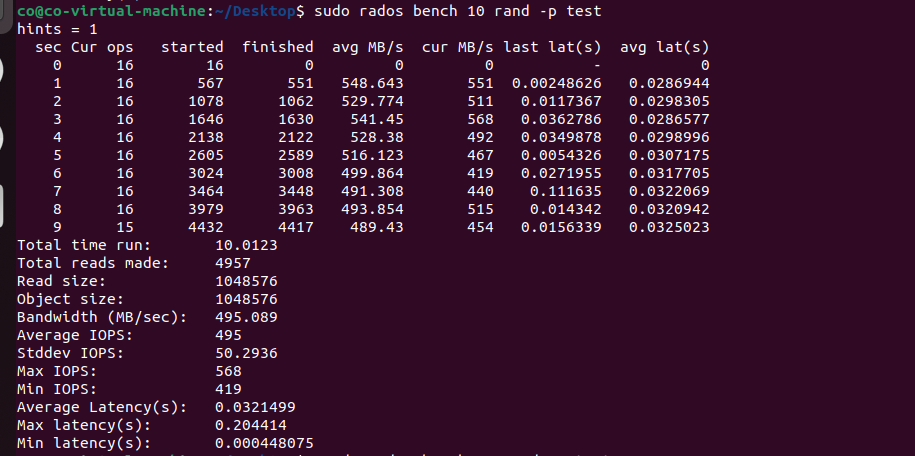 co@co-virtual-machine:~/Desktop$ sudo rados bench 10 rand -p test
hints = 1
  sec Cur ops   started  finished  avg MB/s  cur MB/s last lat(s)  avg lat(s)
    0      16        16         0         0         0           -           0
    1      16       567       551   548.643       551  0.00248626   0.0286944
    2      16      1078      1062   529.774       511   0.0117367   0.0298305
    3      16      1646      1630    541.45       568   0.0362786   0.0286577
    4      16      2138      2122    528.38       492   0.0349878   0.0298996
    5      16      2605      2589   516.123       467   0.0054326   0.0307175
    6      16      3024      3008   499.864       419   0.0271955   0.0317705
    7      16      3464      3448   491.308       440    0.111635   0.0322069
    8      16      3979      3963   493.854       515    0.014342   0.0320942
    9      15      4432      4417    489.43       454   0.0156339   0.0325023
Total time run:       10.0123
Total reads made:     4957
Read size:            1048576
Object size:          1048576
Bandwidth (MB/sec):   495.089
Average IOPS:         495
Stddev IOPS:          50.2936
Max IOPS:             568
Min IOPS:             419
Average Latency(s):   0.0321499
Max latency(s):       0.204414
Min latency(s):       0.000448075